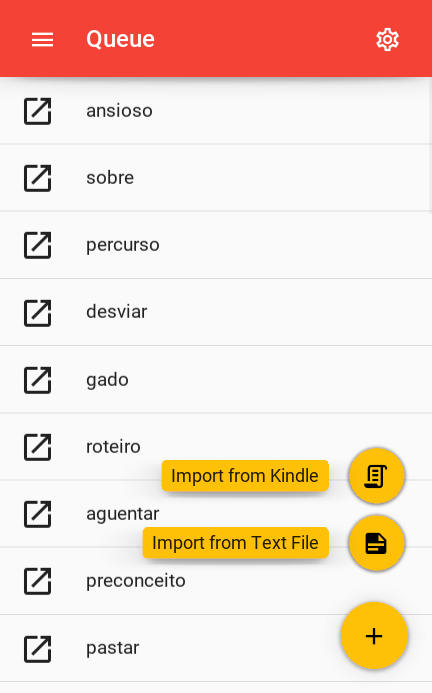 Queue
ansioso
sobre
percurso
desviar
gado
roteiro
Import from Kindle
aguentar
Import from Text File
preconceito
pastar